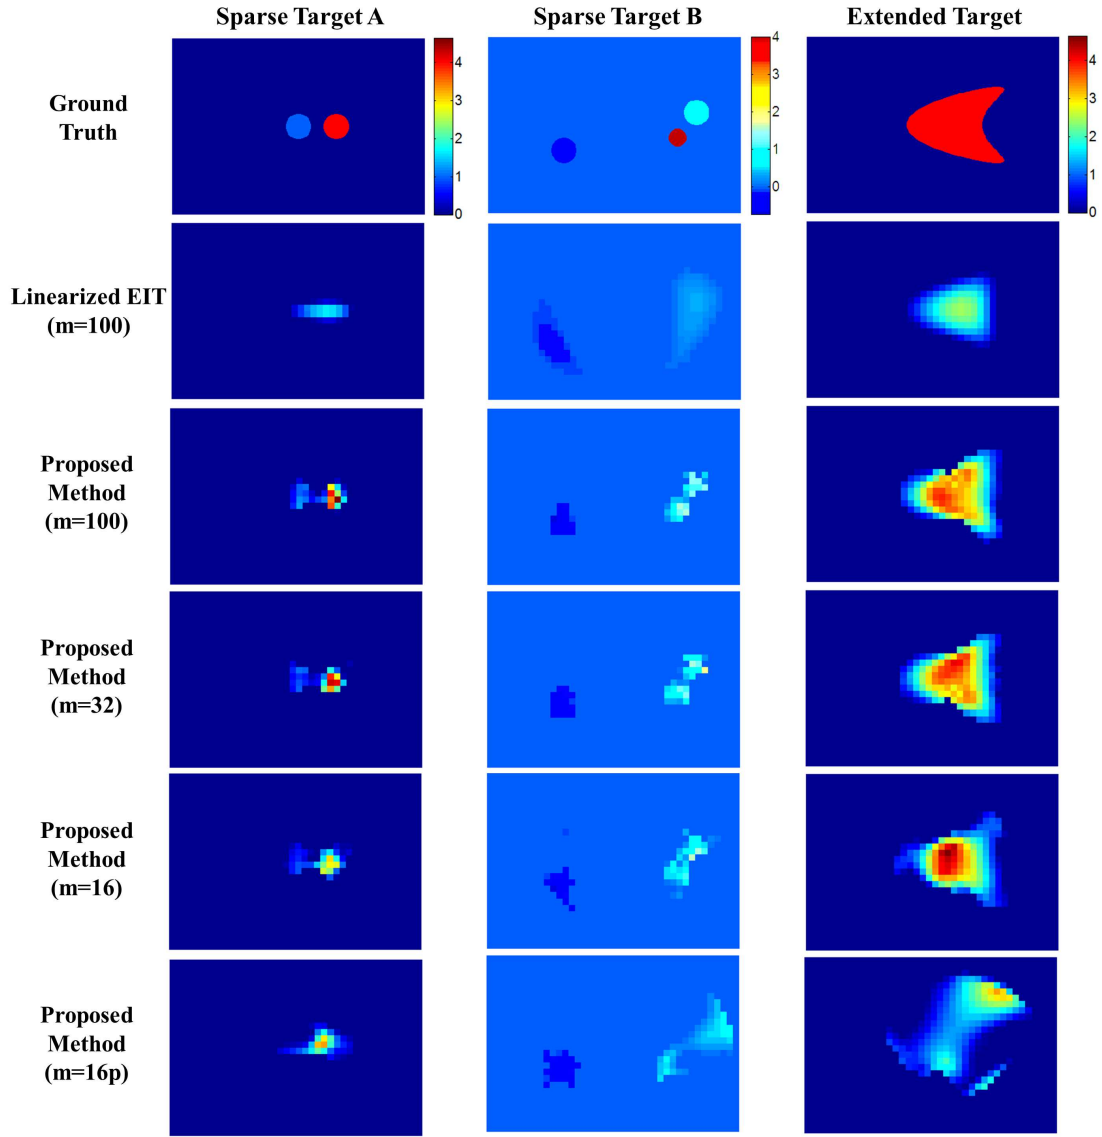 Sparse Target A
Sparse Target B
Extended Target
Ground
Truth
4
3
2
1
0
4
3
2
1
0
4
3
2
1
0
Linearized EIT
(m=100)
Proposed
Method
(m=100)
Proposed
Method
(m=32)
Proposed
Method
(m=16)
Proposed
Method
(m=16p)